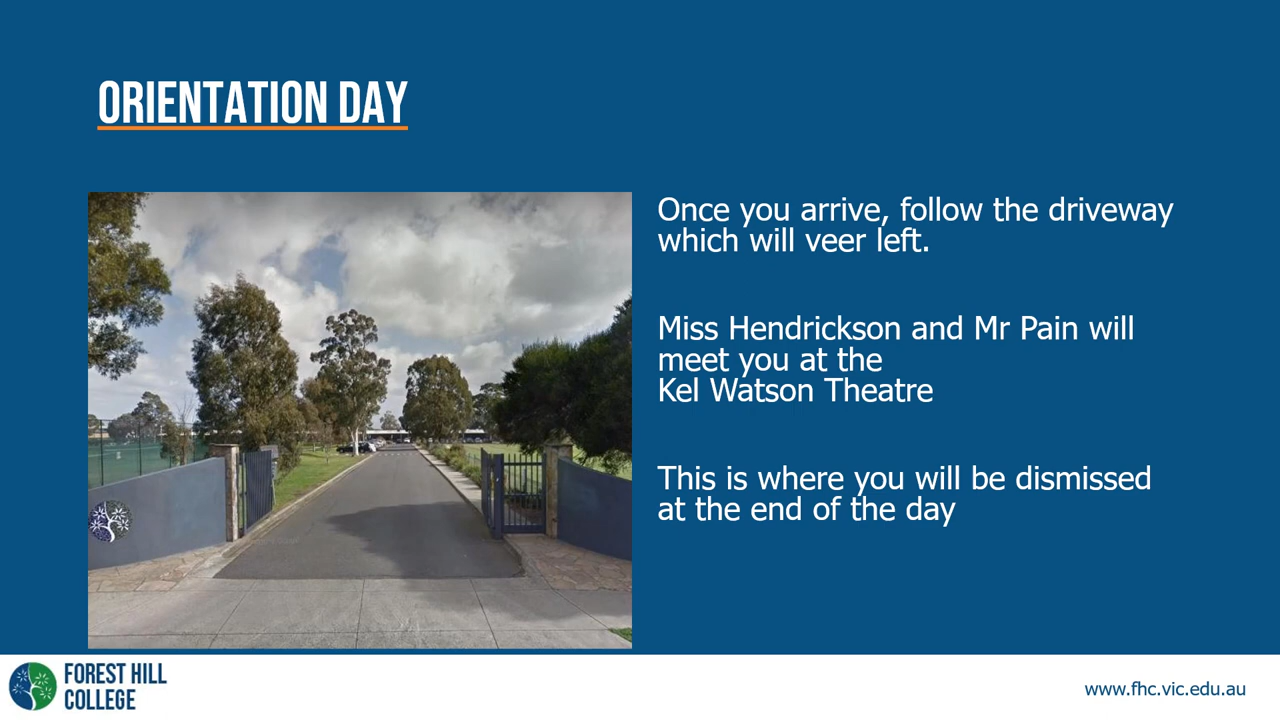 ORIENTATION DAY
Once you arrive, follow the driveway
which will veer left.
Miss Hendrickson and Mr Pain will
meet you at the
Kel Watson Theatre
This is where you will be dismissed
at the end of the day
FOREST HILL
COLLEGE
www.fhc.vic.edu.au